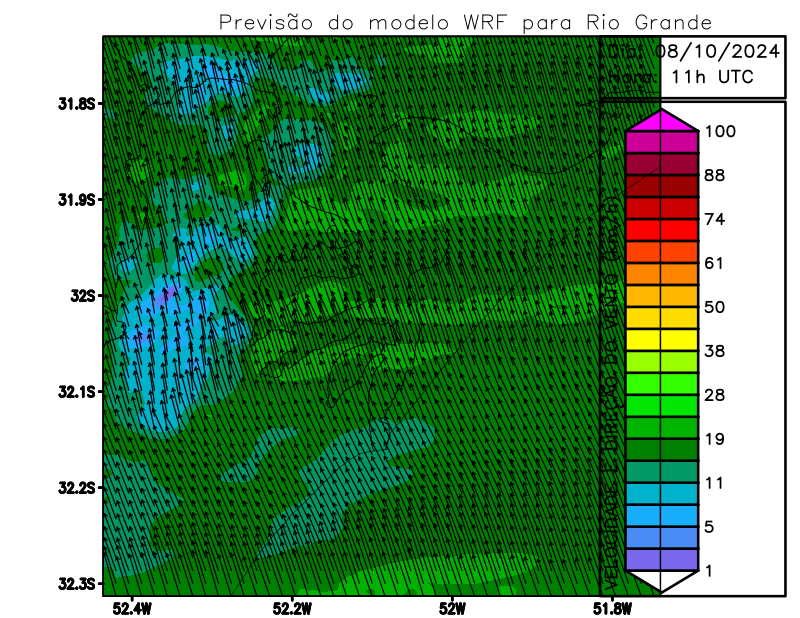 Previsão do modelo WRF para Rio Grande
Dia: 08/10/2024
Hora: 11h UTC
31.8S
31.9S
32S
32.1S
32.2S
32.3S
52.4W
52.2W
52W
51.8W
VELOCIDADE E DIREÇÃO DO VENTO (km/h)
100
88
74
61
50
38
28
19
11
5
1